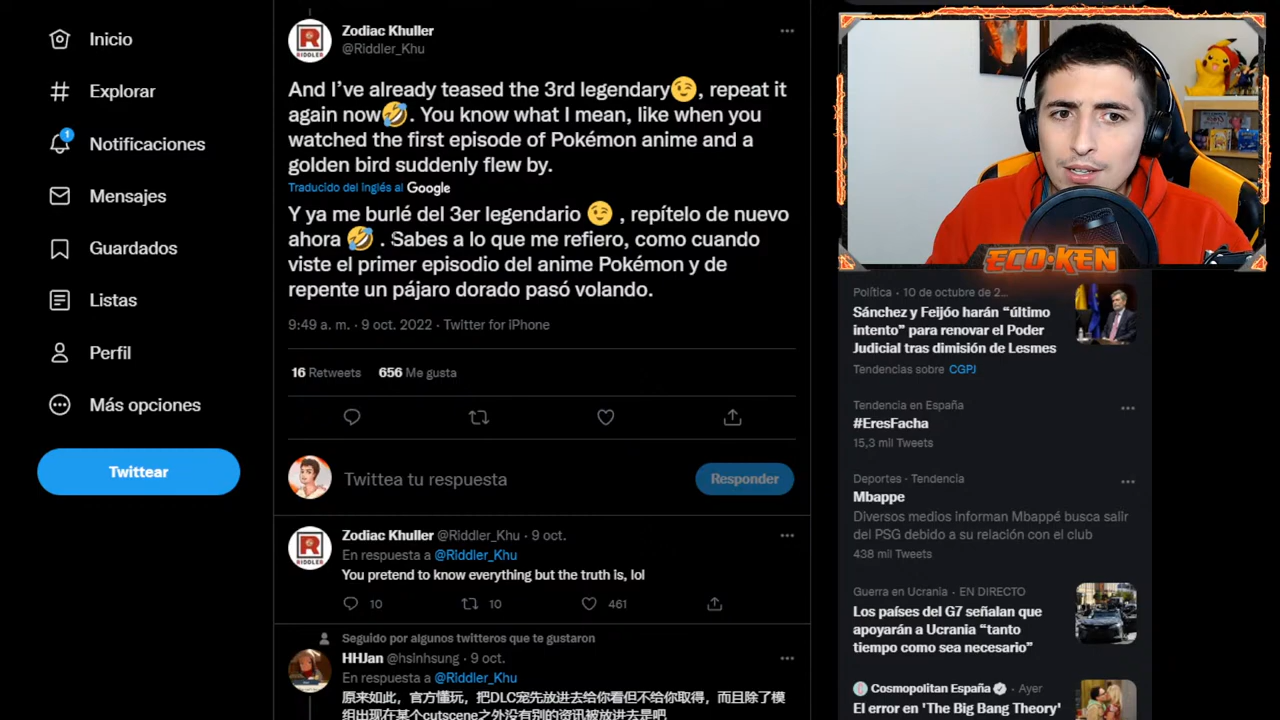 Inicio
Explorar
1
Notificaciones
Mensajes
Guardados
Listas
Perfil
Más opciones
Twittear
RIDDLER
Zodiac Khuller
@Riddler_Khu
And I've already teased the 3rd legendary😉, repeat it
again now🤣. You know what I mean, like when you
watched the first episode of Pokémon anime and a
golden bird suddenly flew by.
Traducido del inglés al Google
Y ya me burlé del 3er legendario 😉 , repítelo de nuevo
ahora 🤣 . Sabes a lo que me refiero, como cuando
viste el primer episodio del anime Pokémon y de
repente un pájaro dorado pasó volando.
9:49 a. m. · 9 oct. 2022 · Twitter for iPhone
16 Retweets 656 Me gusta
Twittea tu respuesta
Responder
RIDDLER
Zodiac Khuller @Riddler_Khu · 9 oct.
En respuesta a @Riddler_Khu
You pretend to know everything but the truth is, lol
10 10 461
Seguido por algunos twitteros que te gustaron
HHJan @hsinhsung · 9 oct.
En respuesta a @Riddler_Khu
原来如此，官方懂玩，把DLC宠先放进去给你看但不给你取得，而且除了模
组出现在某个cutscene之外没有别的资讯被放进去是吧
ECO·KEN
Política · 10 de octubre de 2...
Sánchez y Feijóo harán “último
intento” para renovar el Poder
Judicial tras dimisión de Lesmes
Tendencias sobre CGPJ
Tendencia en España
#EresFacha
15,3 mil Tweets
Deportes · Tendencia
Mbappe
Diversos medios informan Mbappé busca salir
del PSG debido a su relación con el club
438 mil Tweets
Guerra en Ucrania · EN DIRECTO
Los países del G7 señalan que
apoyarán a Ucrania “tanto
tiempo como sea necesario”
Cosmopolitan España · Ayer
El error en 'The Big Bang Theory'